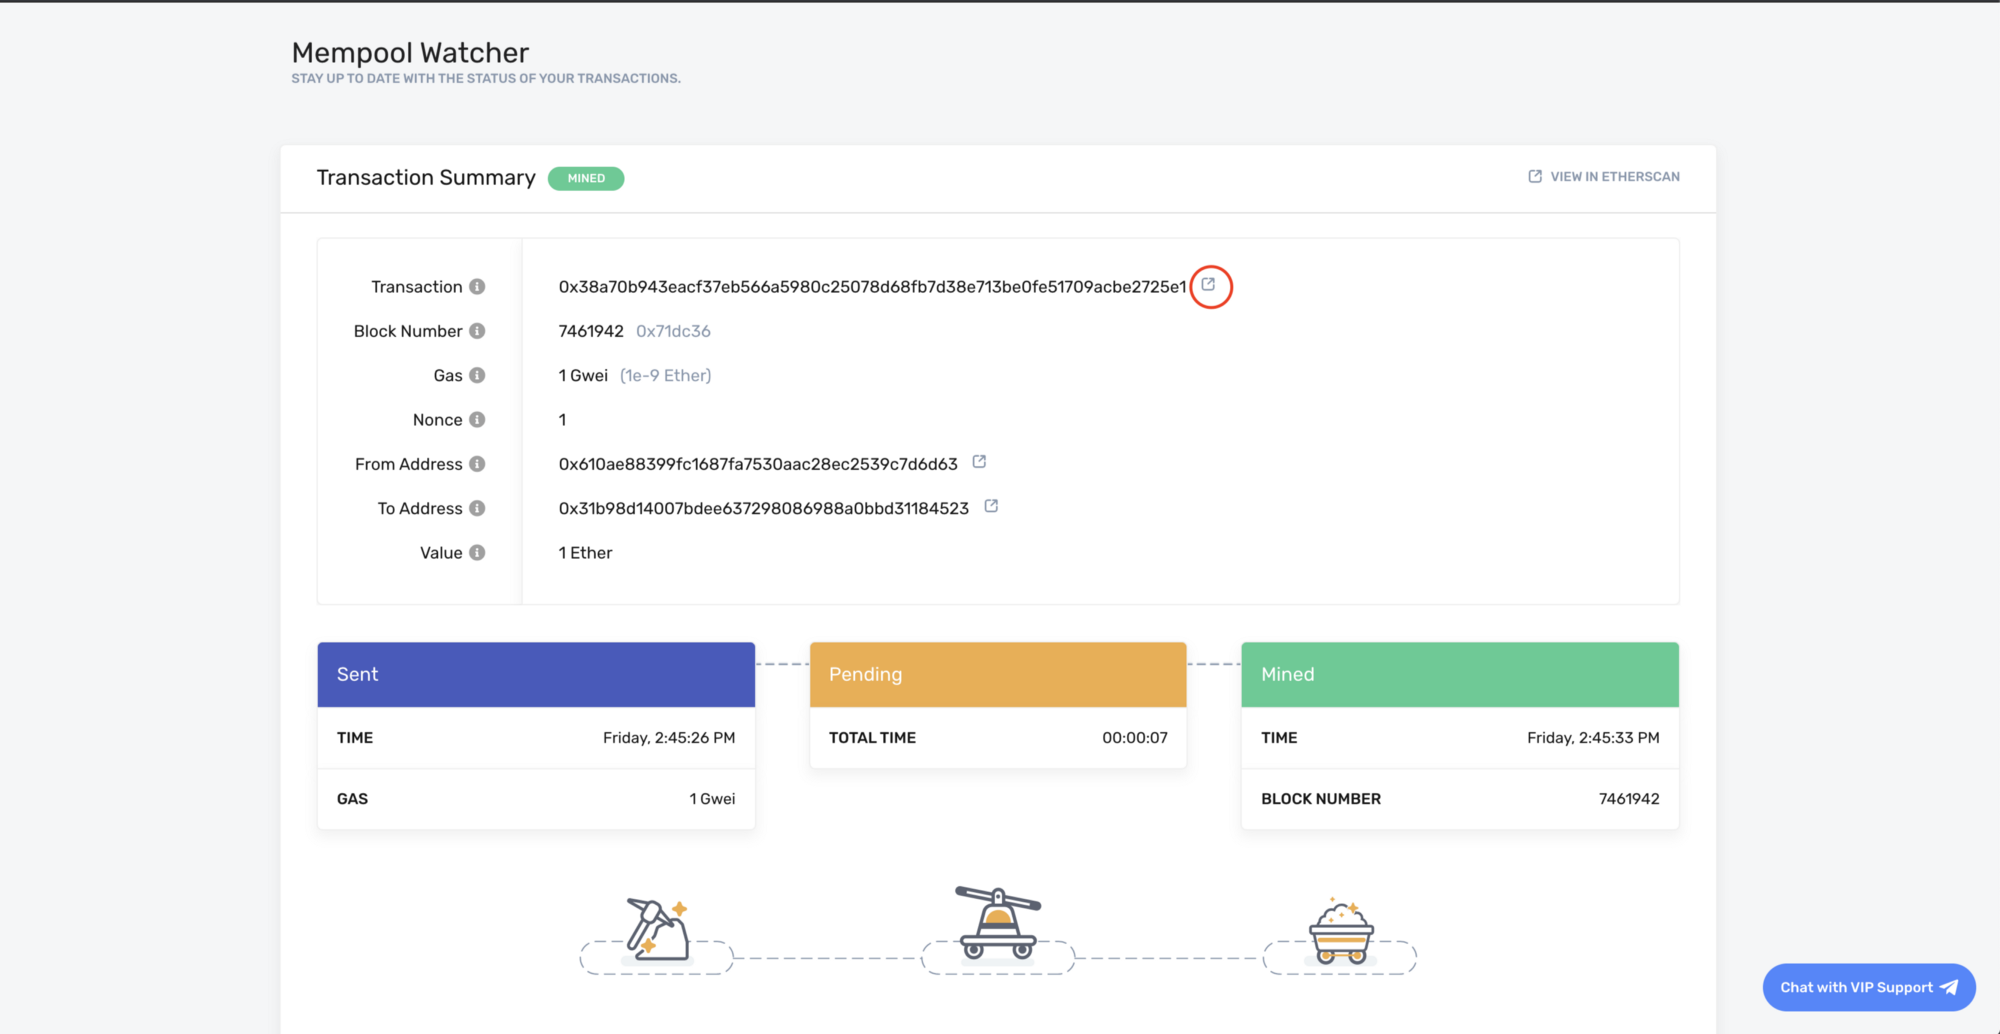 Mempool Watcher
STAY UP TO DATE WITH THE STATUS OF YOUR TRANSACTIONS.
Transaction Summary MINED VIEW IN ETHERSCAN
Transaction 0x38a70b943eacf37eb566a5980c25078d68fb7d38e713be0fe51709acbe2725e1
Block Number 7461942 0x71dc36
Gas 1 Gwei (1e-9 Ether)
Nonce 1
From Address 0x610ae88399fc1687fa7530aac28ec2539c7d6d63
To Address 0x31b98d14007bdee637298086988a0bbd31184523
Value 1 Ether
Sent
TIME Friday, 2:45:26 PM
GAS 1 Gwei
Pending
TOTAL TIME 00:00:07
Mined
TIME Friday, 2:45:33 PM
BLOCK NUMBER 7461942
Chat with VIP Support